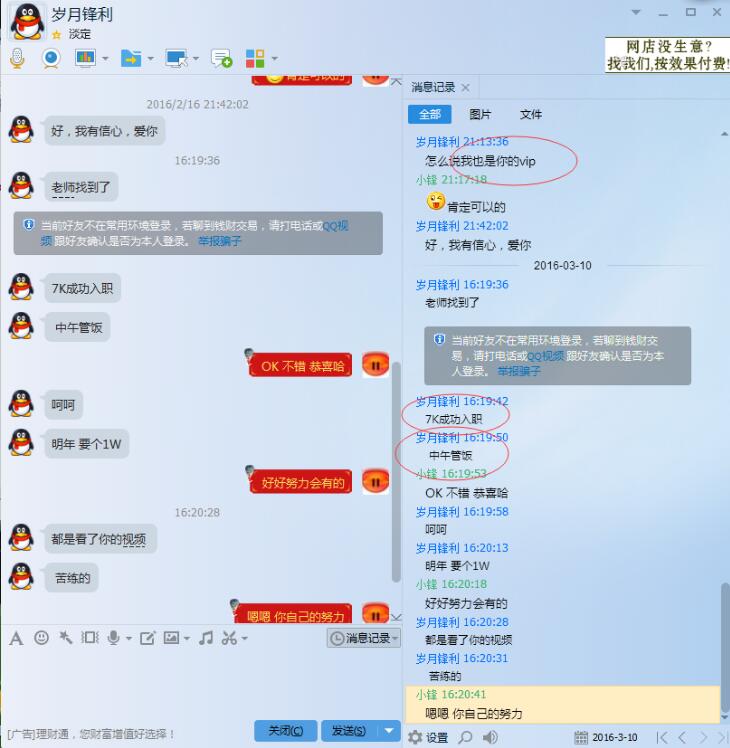 岁月锋利
淡定
网店没生意?
找我们,按效果付费!
肯定可以的
2016/2/16 21:42:02
好，我有信心，爱你
16:19:36
老师找到了
当前好友不在常用环境登录，若聊到钱财交易，请打电话或QQ视
频 跟好友确认是否为本人登录。 举报骗子
7K成功入职
中午管饭
OK 不错 恭喜哈
呵呵
明年 要个1W
好好努力会有的
16:20:28
都是看了你的视频
苦练的
嗯嗯 你自己的努力
消息记录
[广告]理财通，您财富增值好选择！
关闭(C)
发送(S)
消息记录
全部
图片
文件
岁月锋利 21:13:36
怎么说我也是你的vip
小锋 21:17:18
肯定可以的
岁月锋利 21:42:02
好，我有信心，爱你
2016-03-10
岁月锋利 16:19:36
老师找到了
当前好友不在常用环境登录，若聊到钱财交
易，请打电话或QQ视频 跟好友确认是否为本
人登录。 举报骗子
岁月锋利 16:19:42
7K成功入职
岁月锋利 16:19:50
中午管饭
小锋 16:19:53
OK 不错 恭喜哈
岁月锋利 16:19:58
呵呵
岁月锋利 16:20:13
明年 要个1W
小锋 16:20:18
好好努力会有的
岁月锋利 16:20:28
都是看了你的视频
岁月锋利 16:20:31
苦练的
小锋 16:20:41
嗯嗯 你自己的努力
设置
2016-3-10